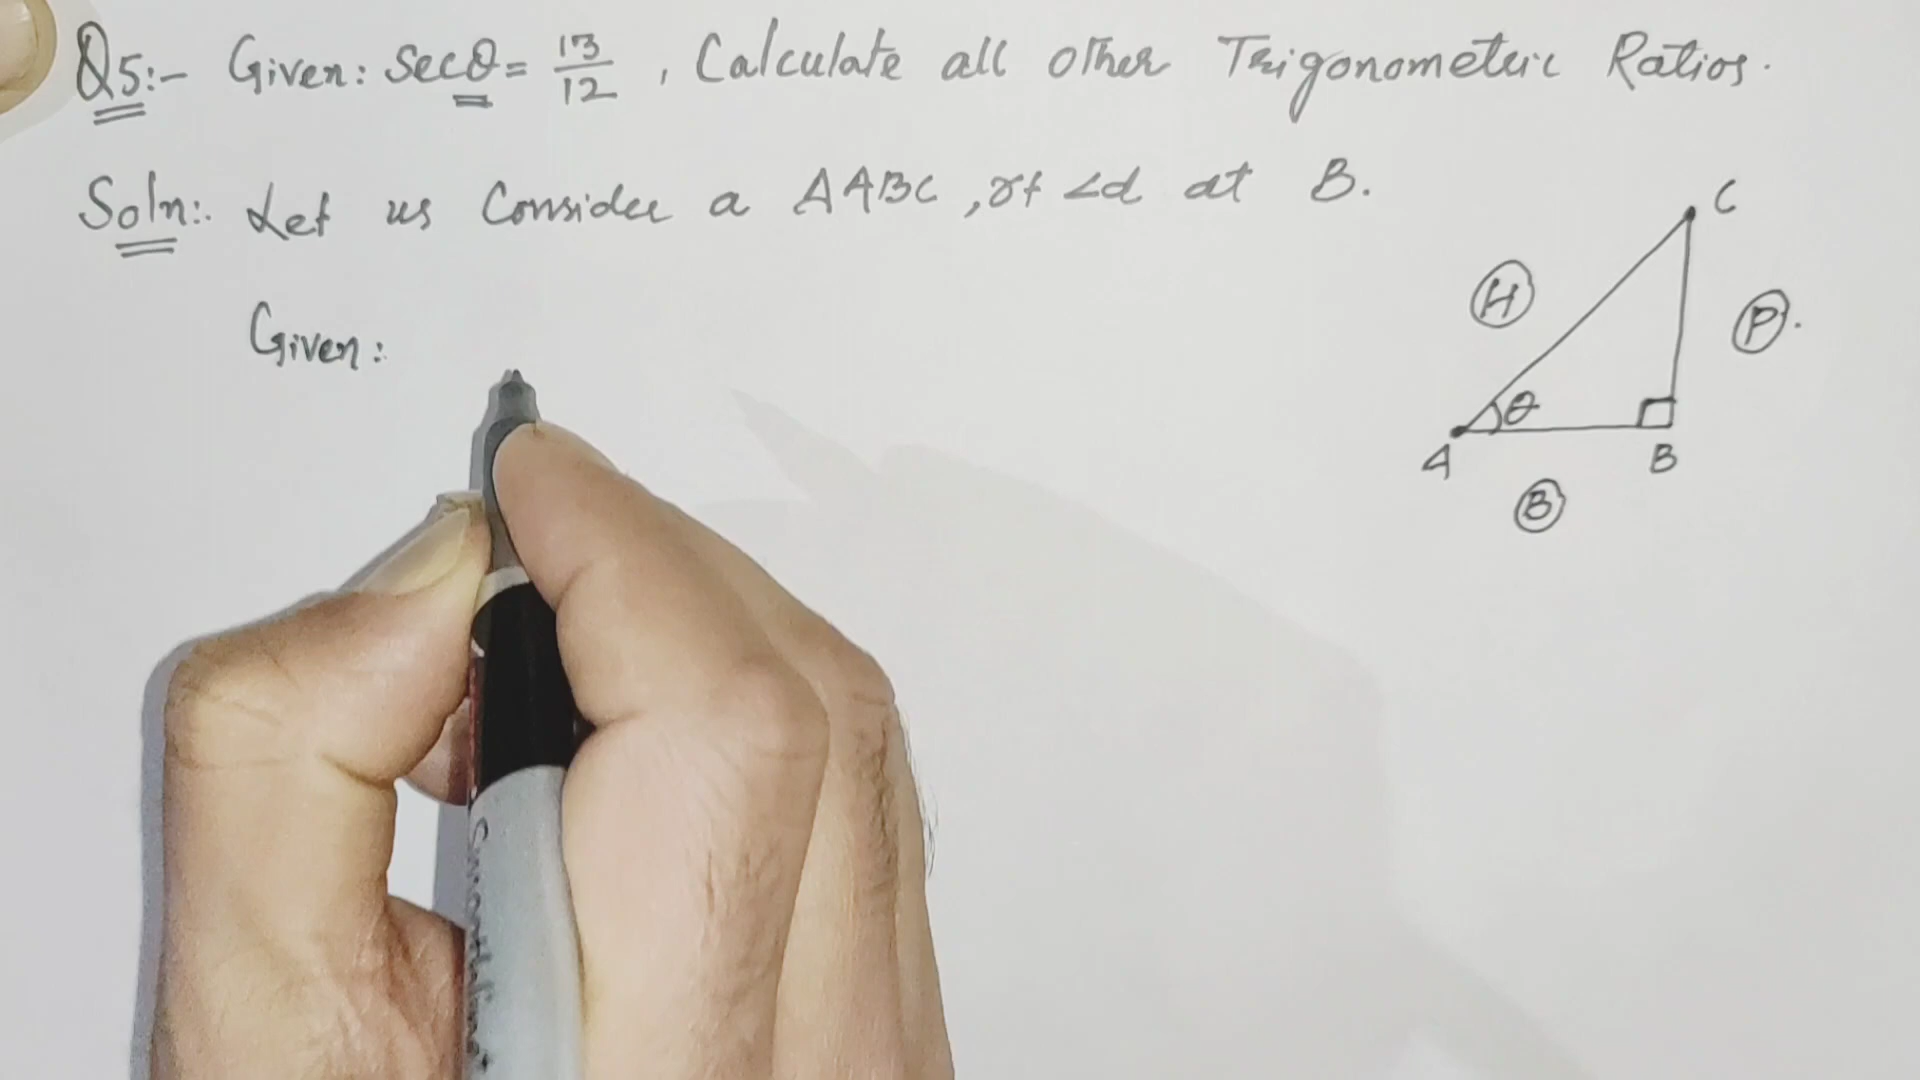 Q5:- Given: secθ = 13/12 , Calculate all other Trigonometric Ratios.
Soln:. Let us Consider a ΔABC , rt ∠d at B.
Given:
C
H
P.
θ
A
B
B